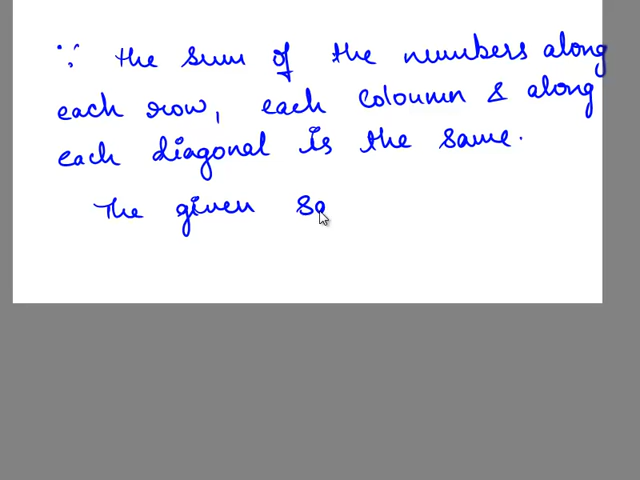 ∵ the sum of the numbers along
each row, each coloumn & along
each diagonal is the same.
The given